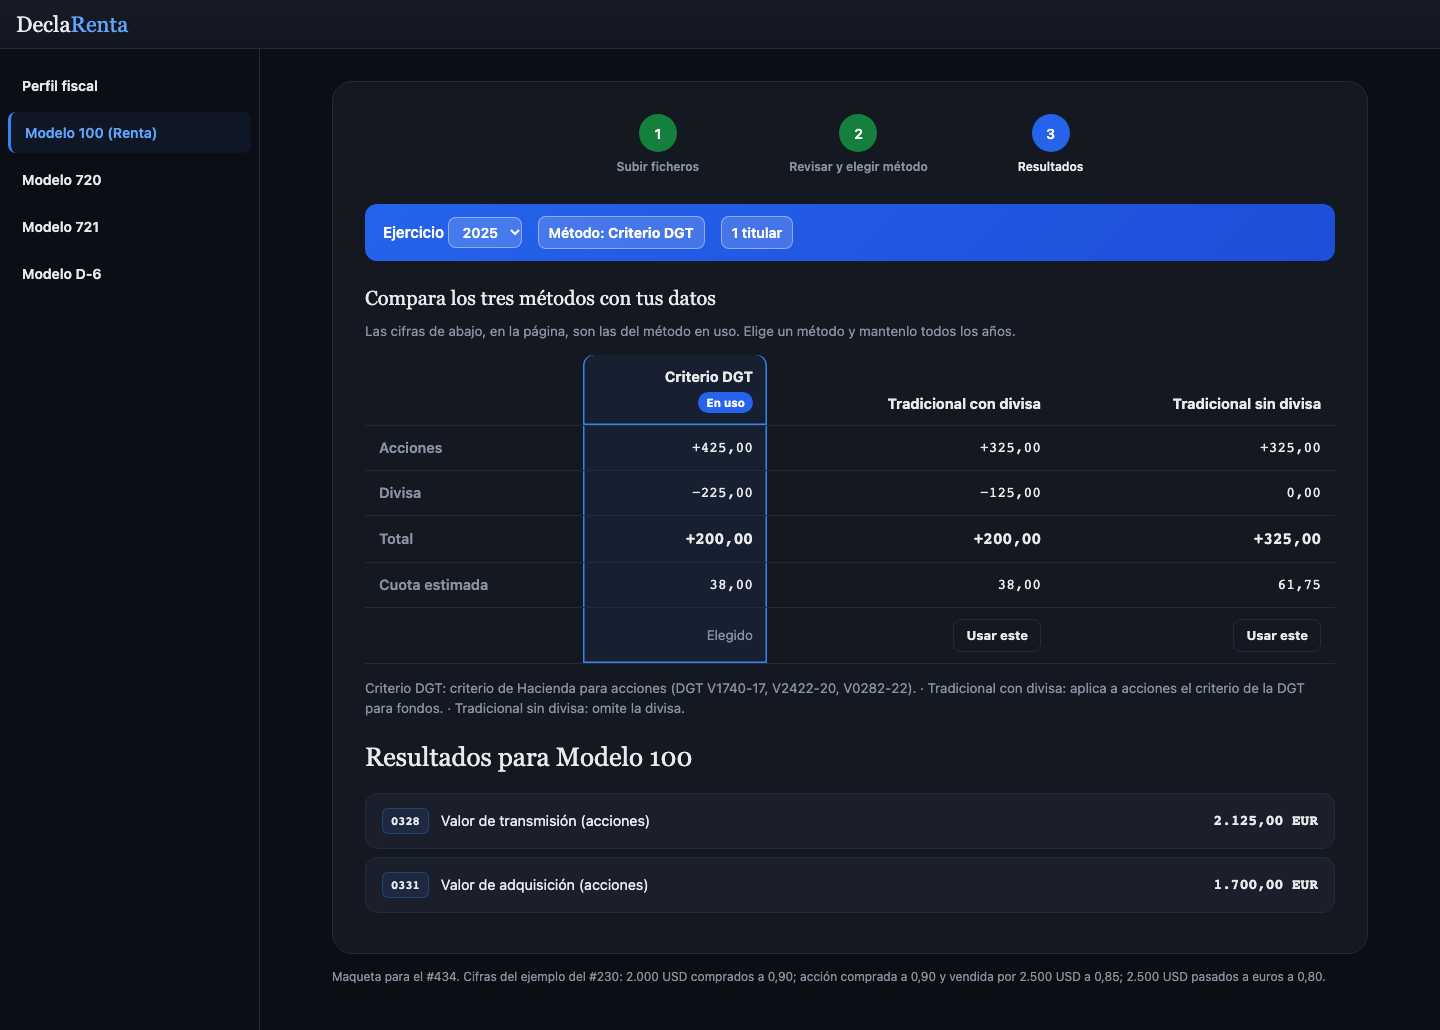 DeclaRenta
Perfil fiscal
Modelo 100 (Renta)
Modelo 720
Modelo 721
Modelo D-6
1
2
3
Subir ficheros
Revisar y elegir método
Resultados
Ejercicio 2025 Método: Criterio DGT 1 titular
Compara los tres métodos con tus datos
Las cifras de abajo, en la página, son las del método en uso. Elige un método y mantenlo todos los años.
Criterio DGT
En uso
Tradicional con divisa
Tradicional sin divisa
Acciones +425,00 +325,00 +325,00
Divisa −225,00 −125,00 0,00
Total +200,00 +200,00 +325,00
Cuota estimada 38,00 38,00 61,75
Elegido Usar este Usar este
Criterio DGT: criterio de Hacienda para acciones (DGT V1740-17, V2422-20, V0282-22). · Tradicional con divisa: aplica a acciones el criterio de la DGT
para fondos. · Tradicional sin divisa: omite la divisa.
Resultados para Modelo 100
0328 Valor de transmisión (acciones) 2.125,00 EUR
0331 Valor de adquisición (acciones) 1.700,00 EUR
Maqueta para el #434. Cifras del ejemplo del #230: 2.000 USD comprados a 0,90; acción comprada a 0,90 y vendida por 2.500 USD a 0,85; 2.500 USD pasados a euros a 0,80.